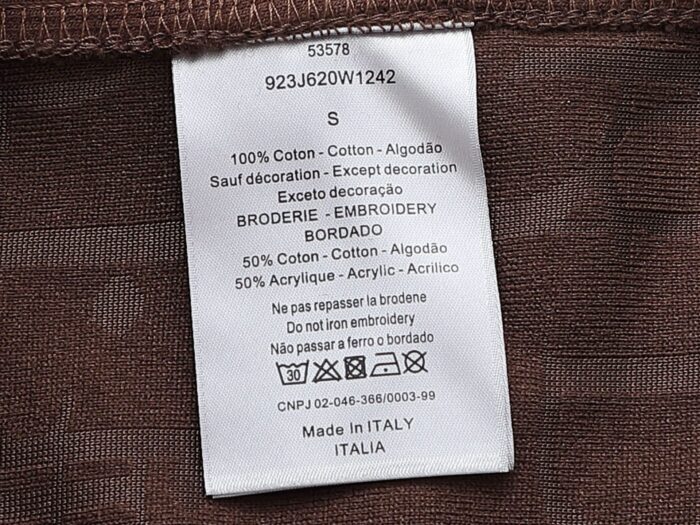 53578
923J620W1242
S
100% Coton - Cotton - Algodão
Sauf décoration - Except decoration
Exceto decoração
BRODERIE - EMBROIDERY
BORDADO
50% Coton - Cotton - Algodão
50% Acrylique - Acrylic - Acrilico
Ne pas repasser la brodene
Do not iron embroidery
Não passar a ferro o bordado
30
CNPJ 02-046-366/0003-99
Made In ITALY
ITALIA